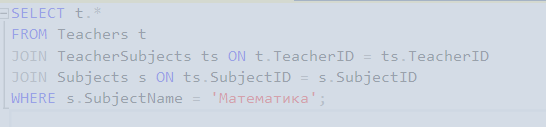 SELECT t.*
FROM Teachers t
JOIN TeacherSubjects ts ON t.TeacherID = ts.TeacherID
JOIN Subjects s ON ts.SubjectID = s.SubjectID
WHERE s.SubjectName = 'Математика';